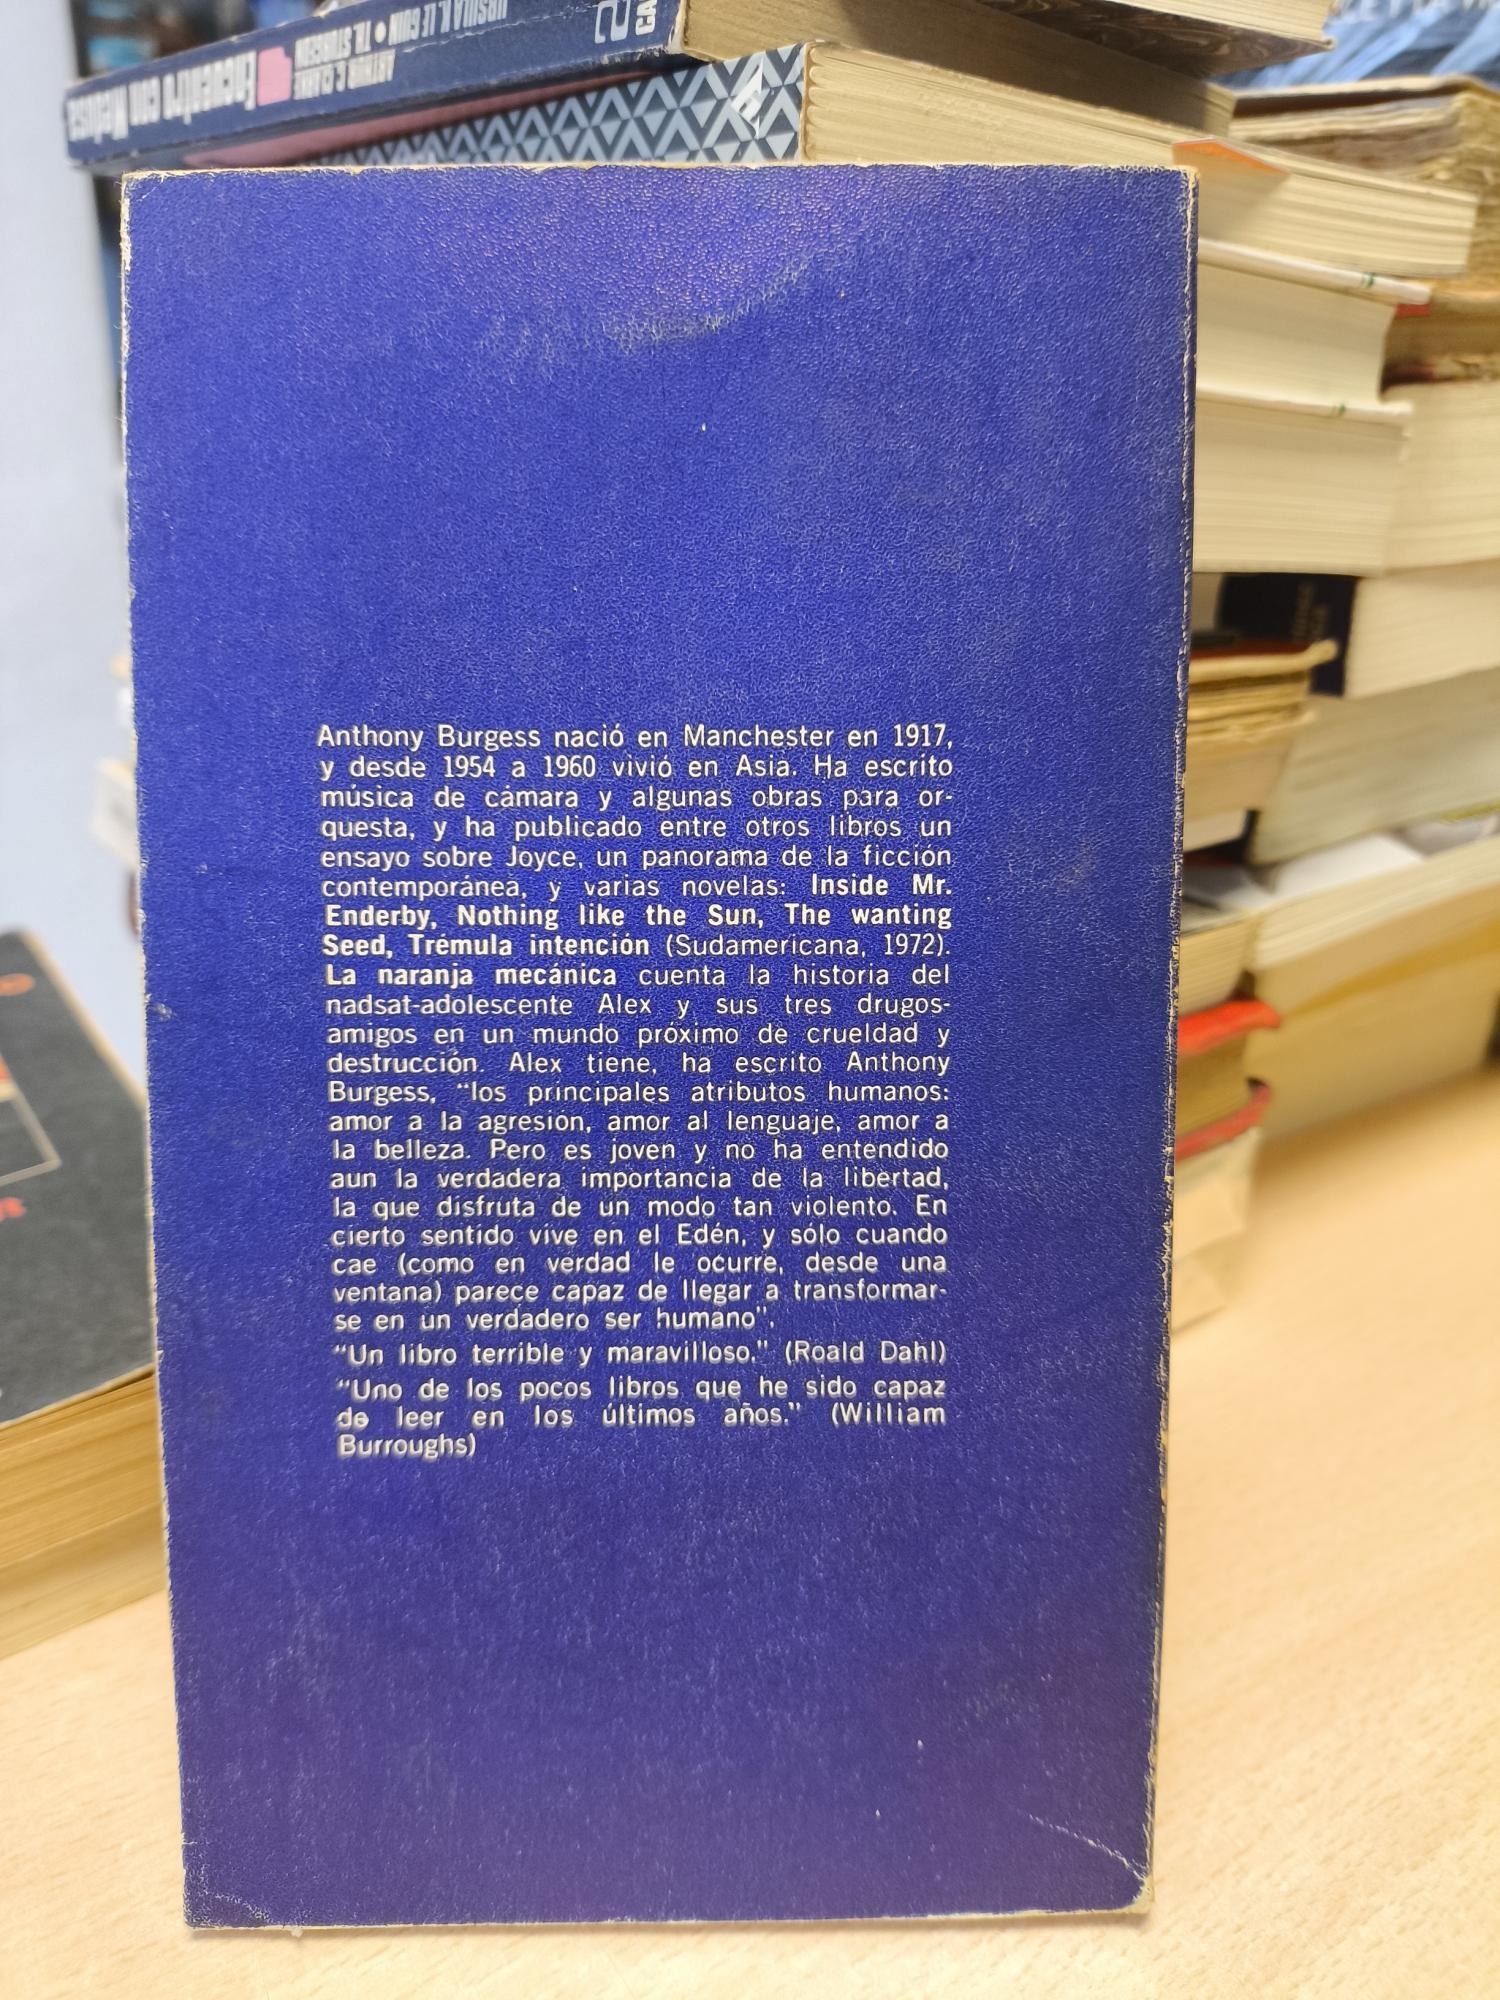 URSULA K. LE GUIN
ARTHUR C. CLARKE ● TH. STURGEON
Encuentro con Medusa
CA
Anthony Burgess nació en Manchester en 1917,
y desde 1954 a 1960 vivió en Asia. Ha escrito
música de cámara y algunas obras para or-
questa, y ha publicado entre otros libros un
ensayo sobre Joyce, un panorama de la ficción
contemporánea, y varias novelas: Inside Mr.
Enderby, Nothing like the Sun, The wanting
Seed, Trémula intención (Sudamericana, 1972).
La naranja mecánica cuenta la historia del
nadsat-adolescente Alex y sus tres drugos-
amigos en un mundo próximo de crueldad y
destrucción. Alex tiene, ha escrito Anthony
Burgess, "los principales atributos humanos:
amor a la agresión, amor al lenguaje, amor a
la belleza. Pero es joven y no ha entendido
aun la verdadera importancia de la libertad,
la que disfruta de un modo tan violento. En
cierto sentido vive en el Edén, y sólo cuando
cae (como en verdad le ocurre, desde una
ventana) parece capaz de llegar a transformar-
se en un verdadero ser humano".
"Un libro terrible y maravilloso." (Roald Dahl)
"Uno de los pocos libros que he sido capaz
de leer en los últimos años." (William
Burroughs)